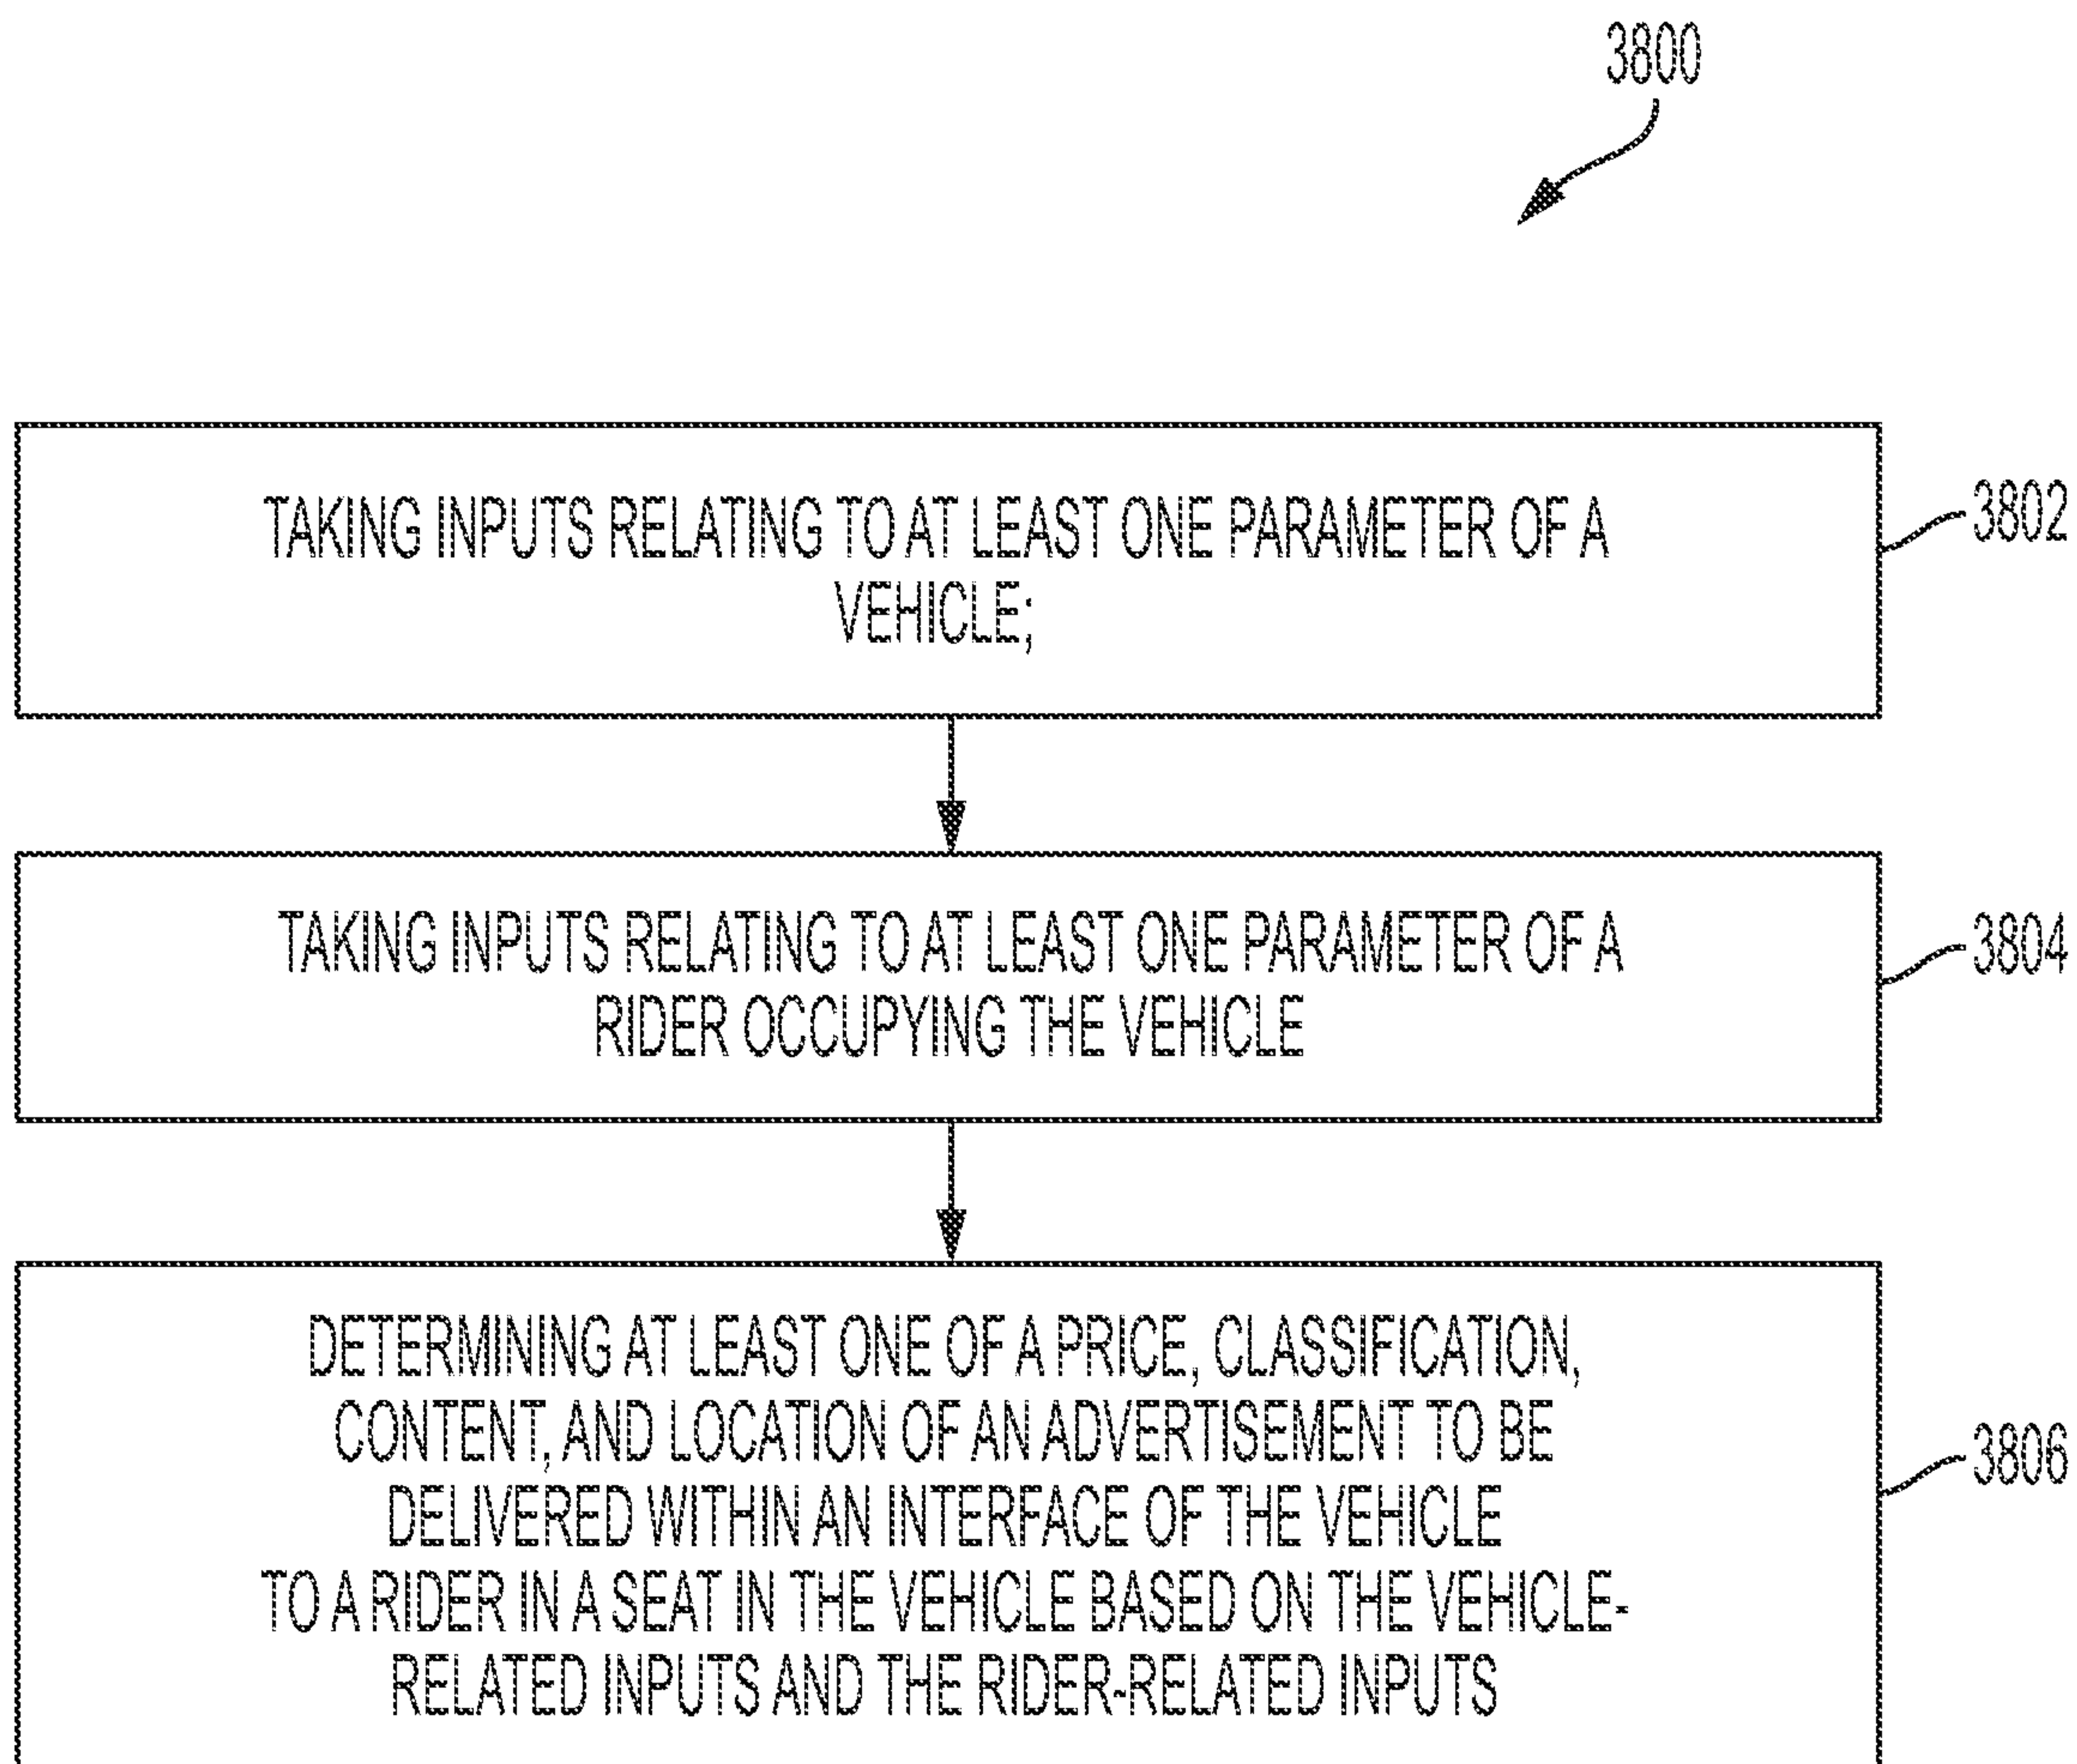 3800
TAKING INPUTS RELATING TO AT LEAST ONE PARAMETER OF A
VEHICLE;
3802
TAKING INPUTS RELATING TO AT LEAST ONE PARAMETER OF A
RIDER OCCUPYING THE VEHICLE
3804
DETERMINING AT LEAST ONE OF A PRICE, CLASSIFICATION,
CONTENT, AND LOCATION OF AN ADVERTISEMENT TO BE
DELIVERED WITHIN AN INTERFACE OF THE VEHICLE
TO A RIDER IN A SEAT IN THE VEHICLE BASED ON THE VEHICLE-
RELATED INPUTS AND THE RIDER-RELATED INPUTS
3806